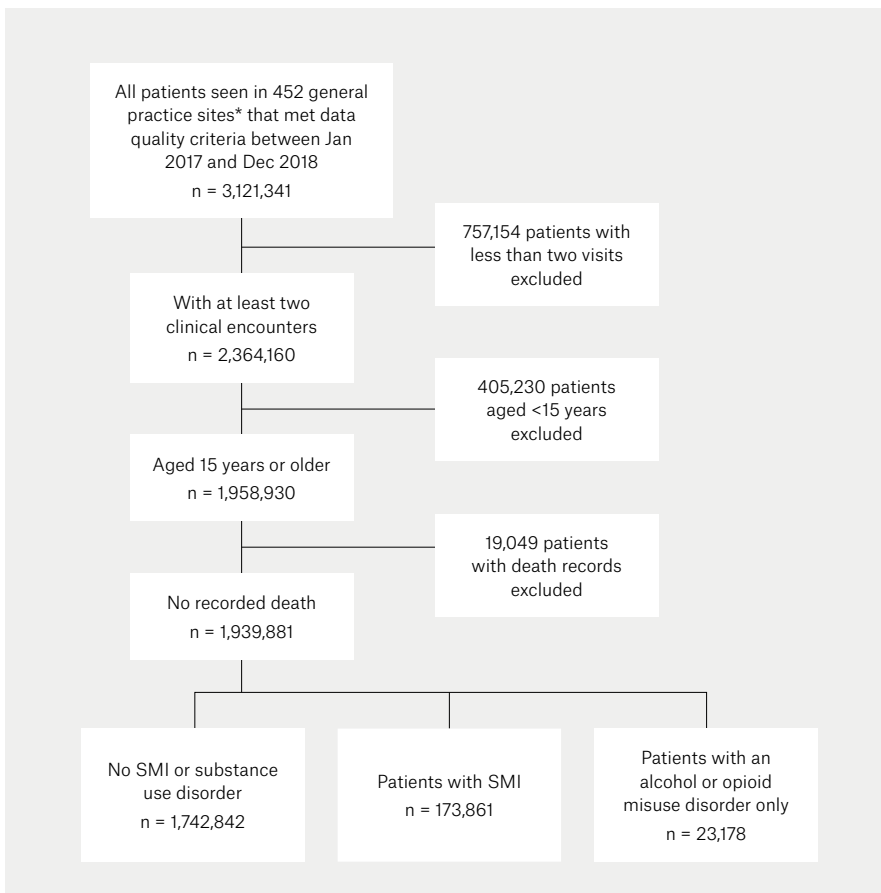 All patients seen in 452 general
practice sites* that met data
quality criteria between Jan
2017 and Dec 2018
n = 3,121,341
757,154 patients with
less than two visits
excluded
With at least two
clinical encounters
n = 2,364,160
405,230 patients
aged <15 years
excluded
Aged 15 years or older
n = 1,958,930
19,049 patients
with death records
excluded
No recorded death
n = 1,939,881
No SMI or substance
use disorder
n = 1,742,842
Patients with SMI
n = 173,861
Patients with an
alcohol or opioid
misuse disorder only
n = 23,178